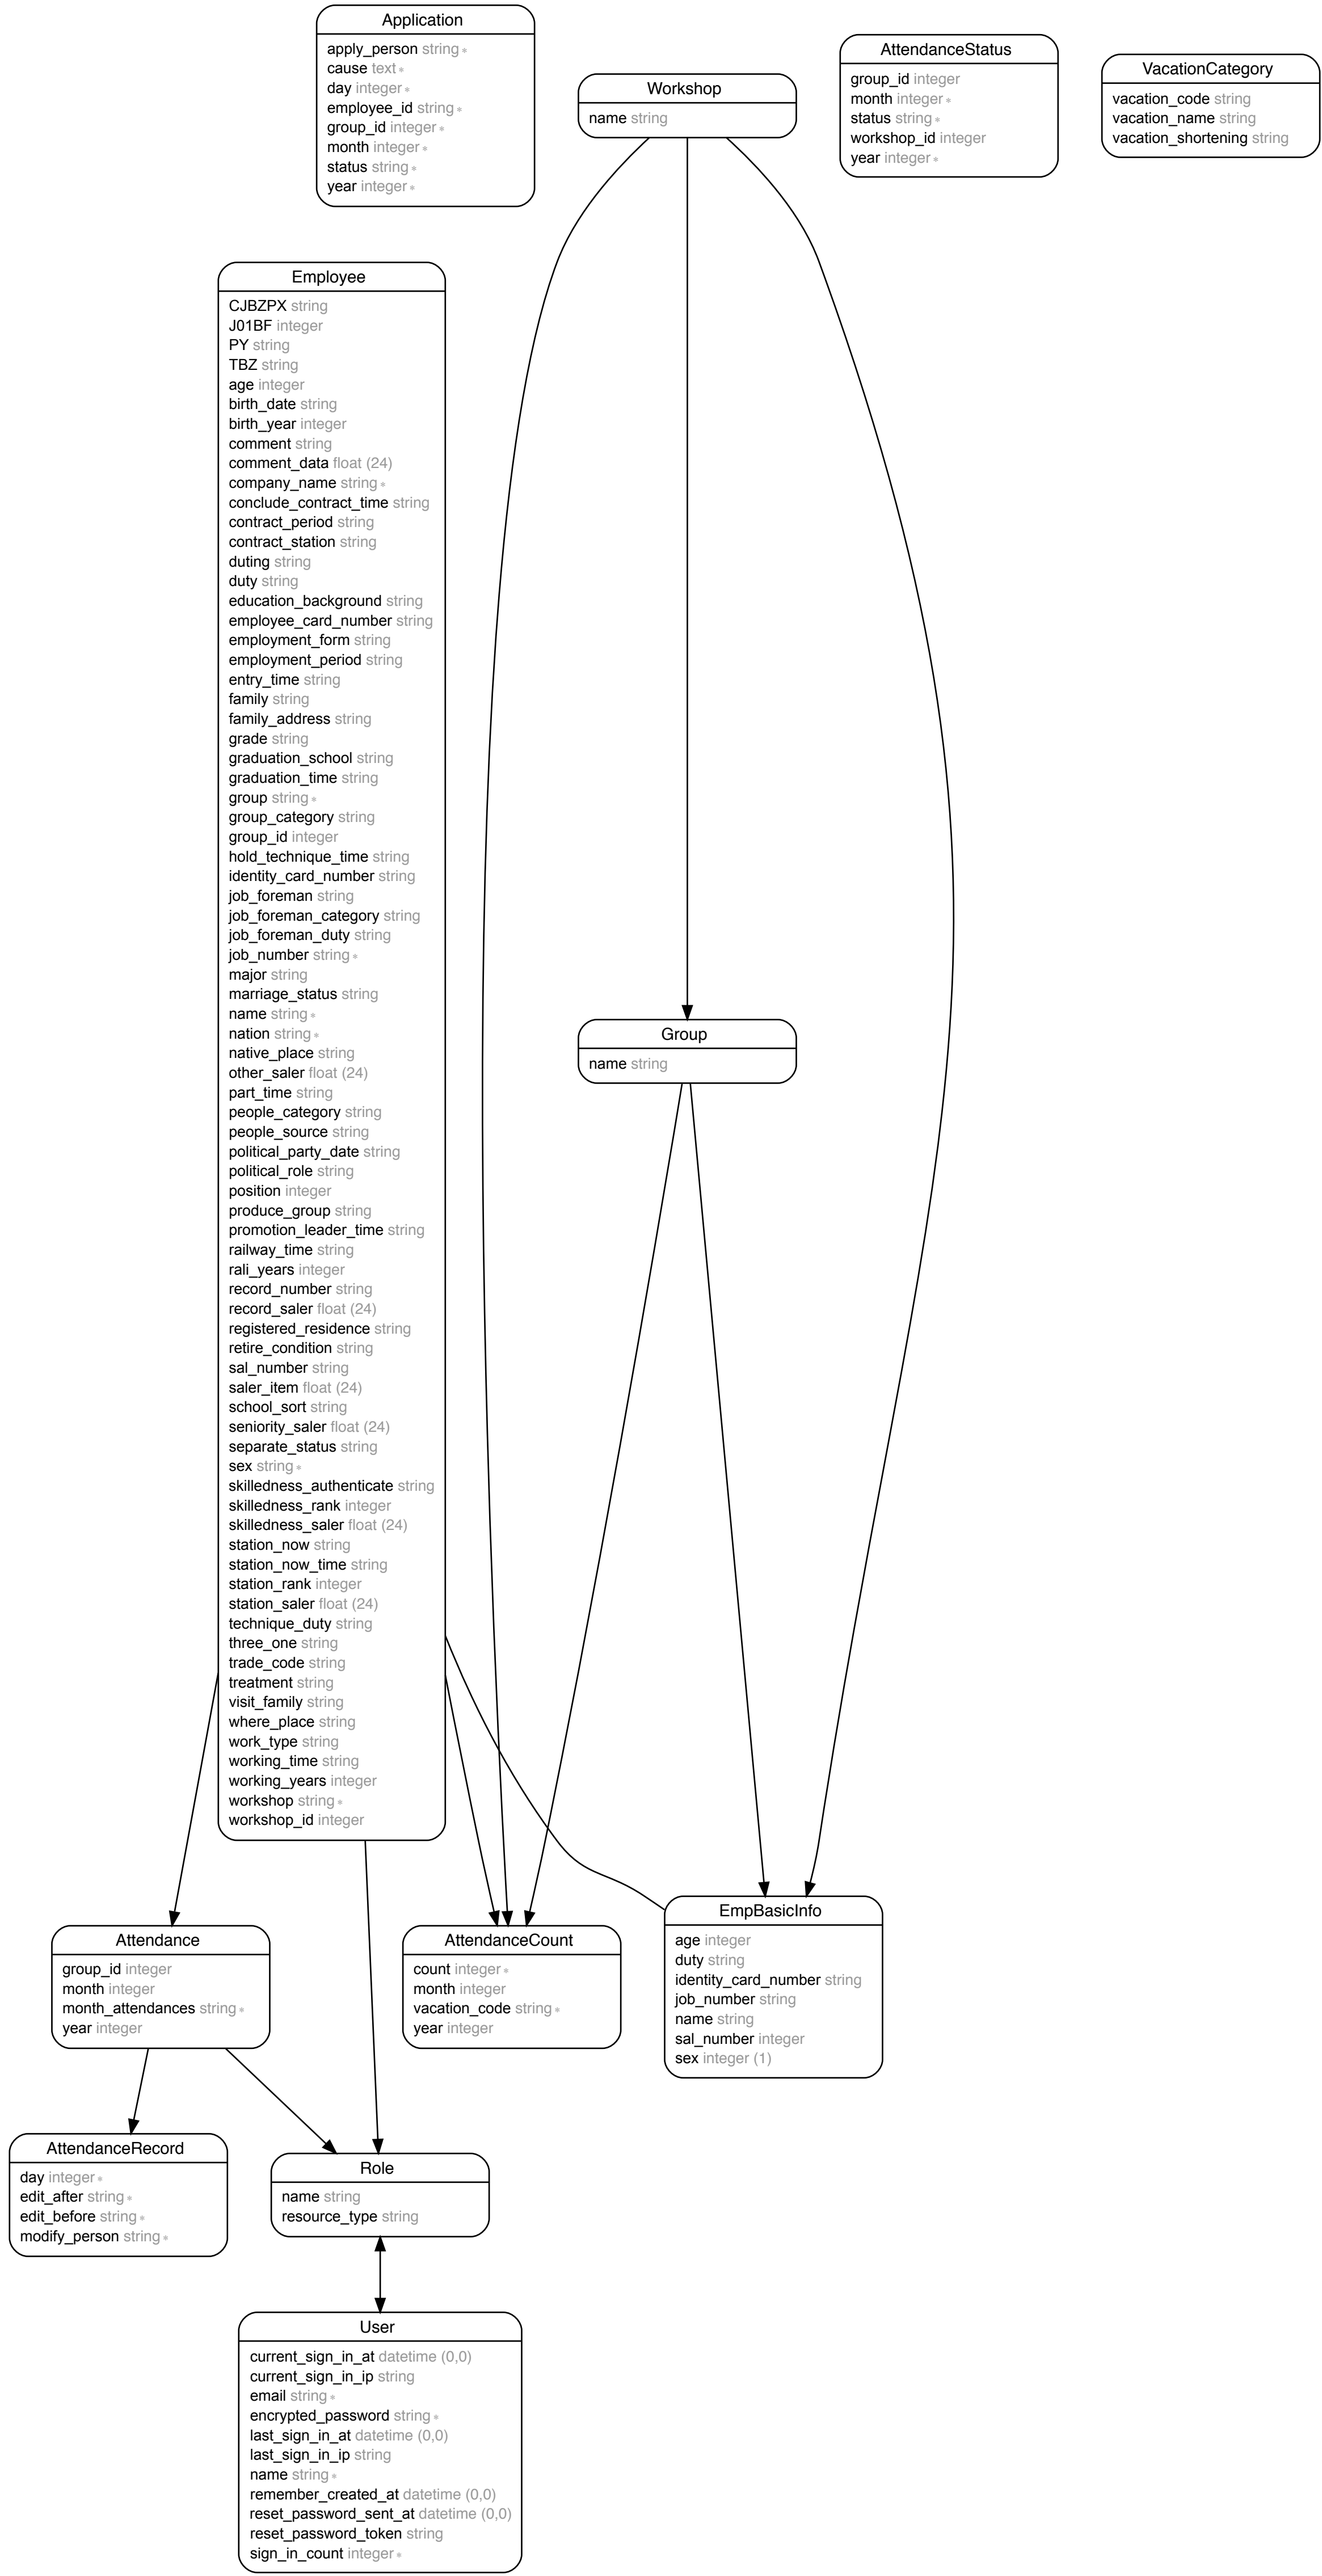 Application
apply_person string *
cause text *
day integer *
employee_id string *
group_id integer *
month integer *
status string *
year integer *
Workshop
name string
AttendanceStatus
group_id integer
month integer *
status string *
workshop_id integer
year integer *
VacationCategory
vacation_code string
vacation_name string
vacation_shortening string
Employee
CJBZPX string
J01BF integer
PY string
TBZ string
age integer
birth_date string
birth_year integer
comment string
comment_data float (24)
company_name string *
conclude_contract_time string
contract_period string
contract_station string
duting string
duty string
education_background string
employee_card_number string
employment_form string
employment_period string
entry_time string
family string
family_address string
grade string
graduation_school string
graduation_time string
group string *
group_category string
group_id integer
hold_technique_time string
identity_card_number string
job_foreman string
job_foreman_category string
job_foreman_duty string
job_number string *
major string
marriage_status string
name string *
nation string *
native_place string
other_saler float (24)
part_time string
people_category string
people_source string
political_party_date string
political_role string
position integer
produce_group string
promotion_leader_time string
railway_time string
rali_years integer
record_number string
record_saler float (24)
registered_residence string
retire_condition string
sal_number string
saler_item float (24)
school_sort string
seniority_saler float (24)
separate_status string
sex string *
skilledness_authenticate string
skilledness_rank integer
skilledness_saler float (24)
station_now string
station_now_time string
station_rank integer
station_saler float (24)
technique_duty string
three_one string
trade_code string
treatment string
visit_family string
where_place string
work_type string
working_time string
working_years integer
workshop string *
workshop_id integer
Group
name string
Attendance
group_id integer
month integer
month_attendances string *
year integer
AttendanceCount
count integer *
month integer
vacation_code string *
year integer
EmpBasicInfo
age integer
duty string
identity_card_number string
job_number string
name string
sal_number integer
sex integer (1)
AttendanceRecord
day integer *
edit_after string *
edit_before string *
modify_person string *
Role
name string
resource_type string
User
current_sign_in_at datetime (0,0)
current_sign_in_ip string
email string *
encrypted_password string *
last_sign_in_at datetime (0,0)
last_sign_in_ip string
name string *
remember_created_at datetime (0,0)
reset_password_sent_at datetime (0,0)
reset_password_token string
sign_in_count integer *